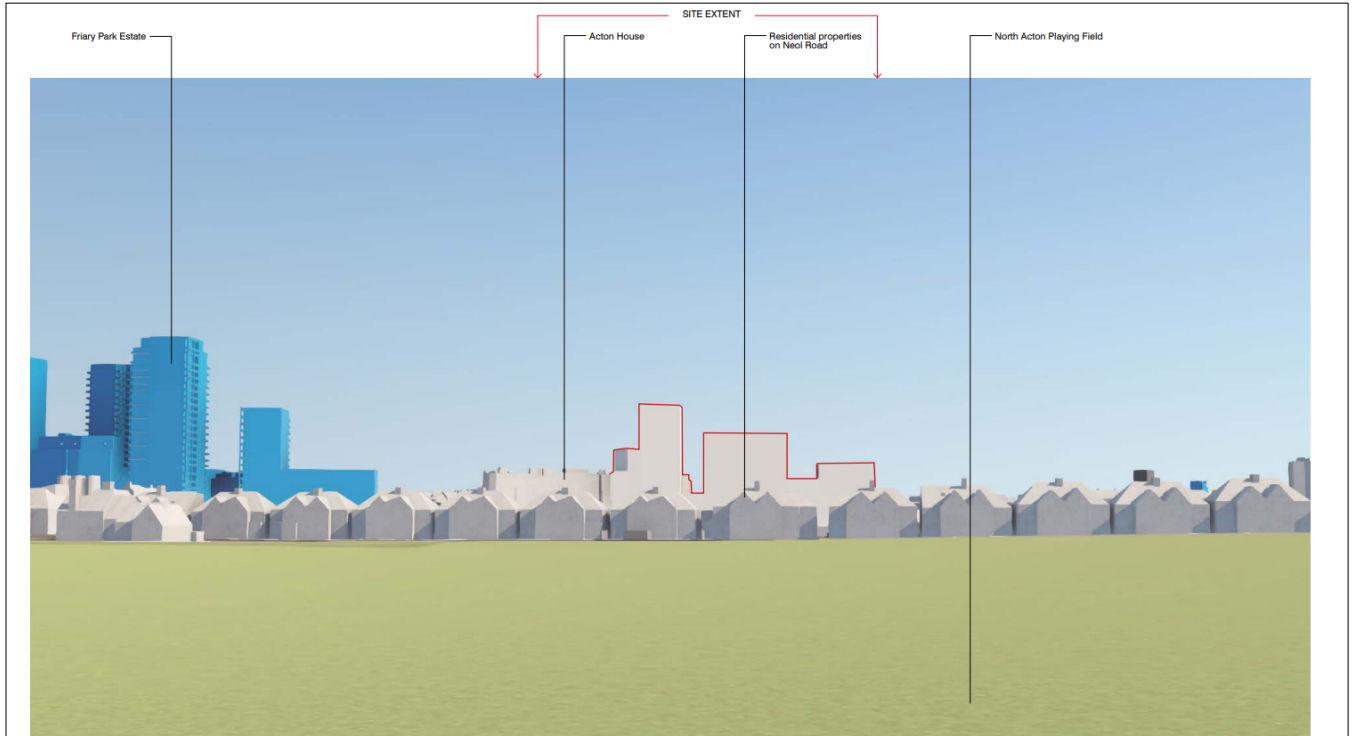 SITE EXTENT
Friary Park Estate
Acton House
Residential properties
on Neol Road
North Acton Playing Field